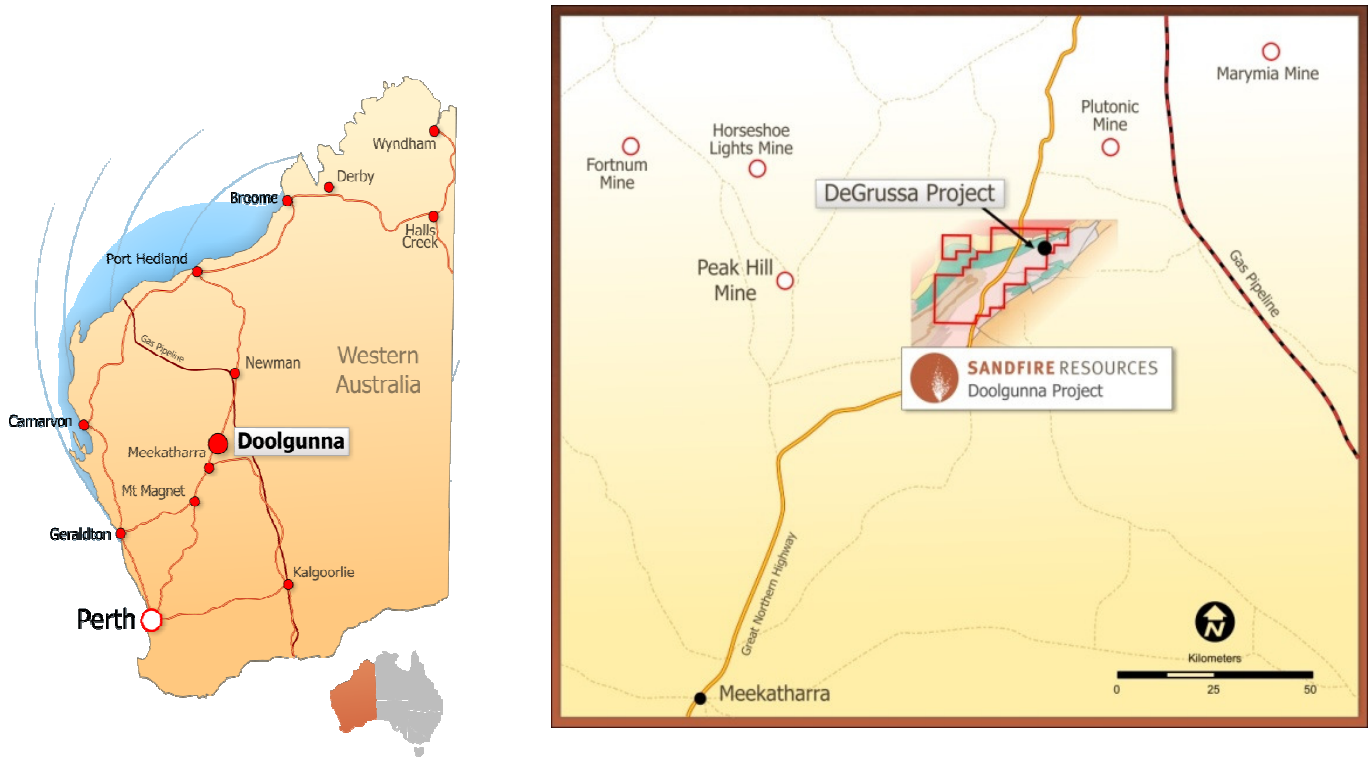 Wyndham
Derby
Broome
Halls
Creek
Port Hedland
Gas Pipeline
Newman
Western
Australia
Carnarvon
Doolgunna
Meekatharra
Mt Magnet
Geraldton
Kalgoorlie
Perth
Marymia Mine
Plutonic
Mine
Horseshoe
Lights Mine
Fortnum
Mine
DeGrussa Project
Peak Hill
Mine
Gas Pipeline
SANDFIRE RESOURCES
Doolgunna Project
Great Northern Highway
N
Kilometers
0 25 50
Meekatharra